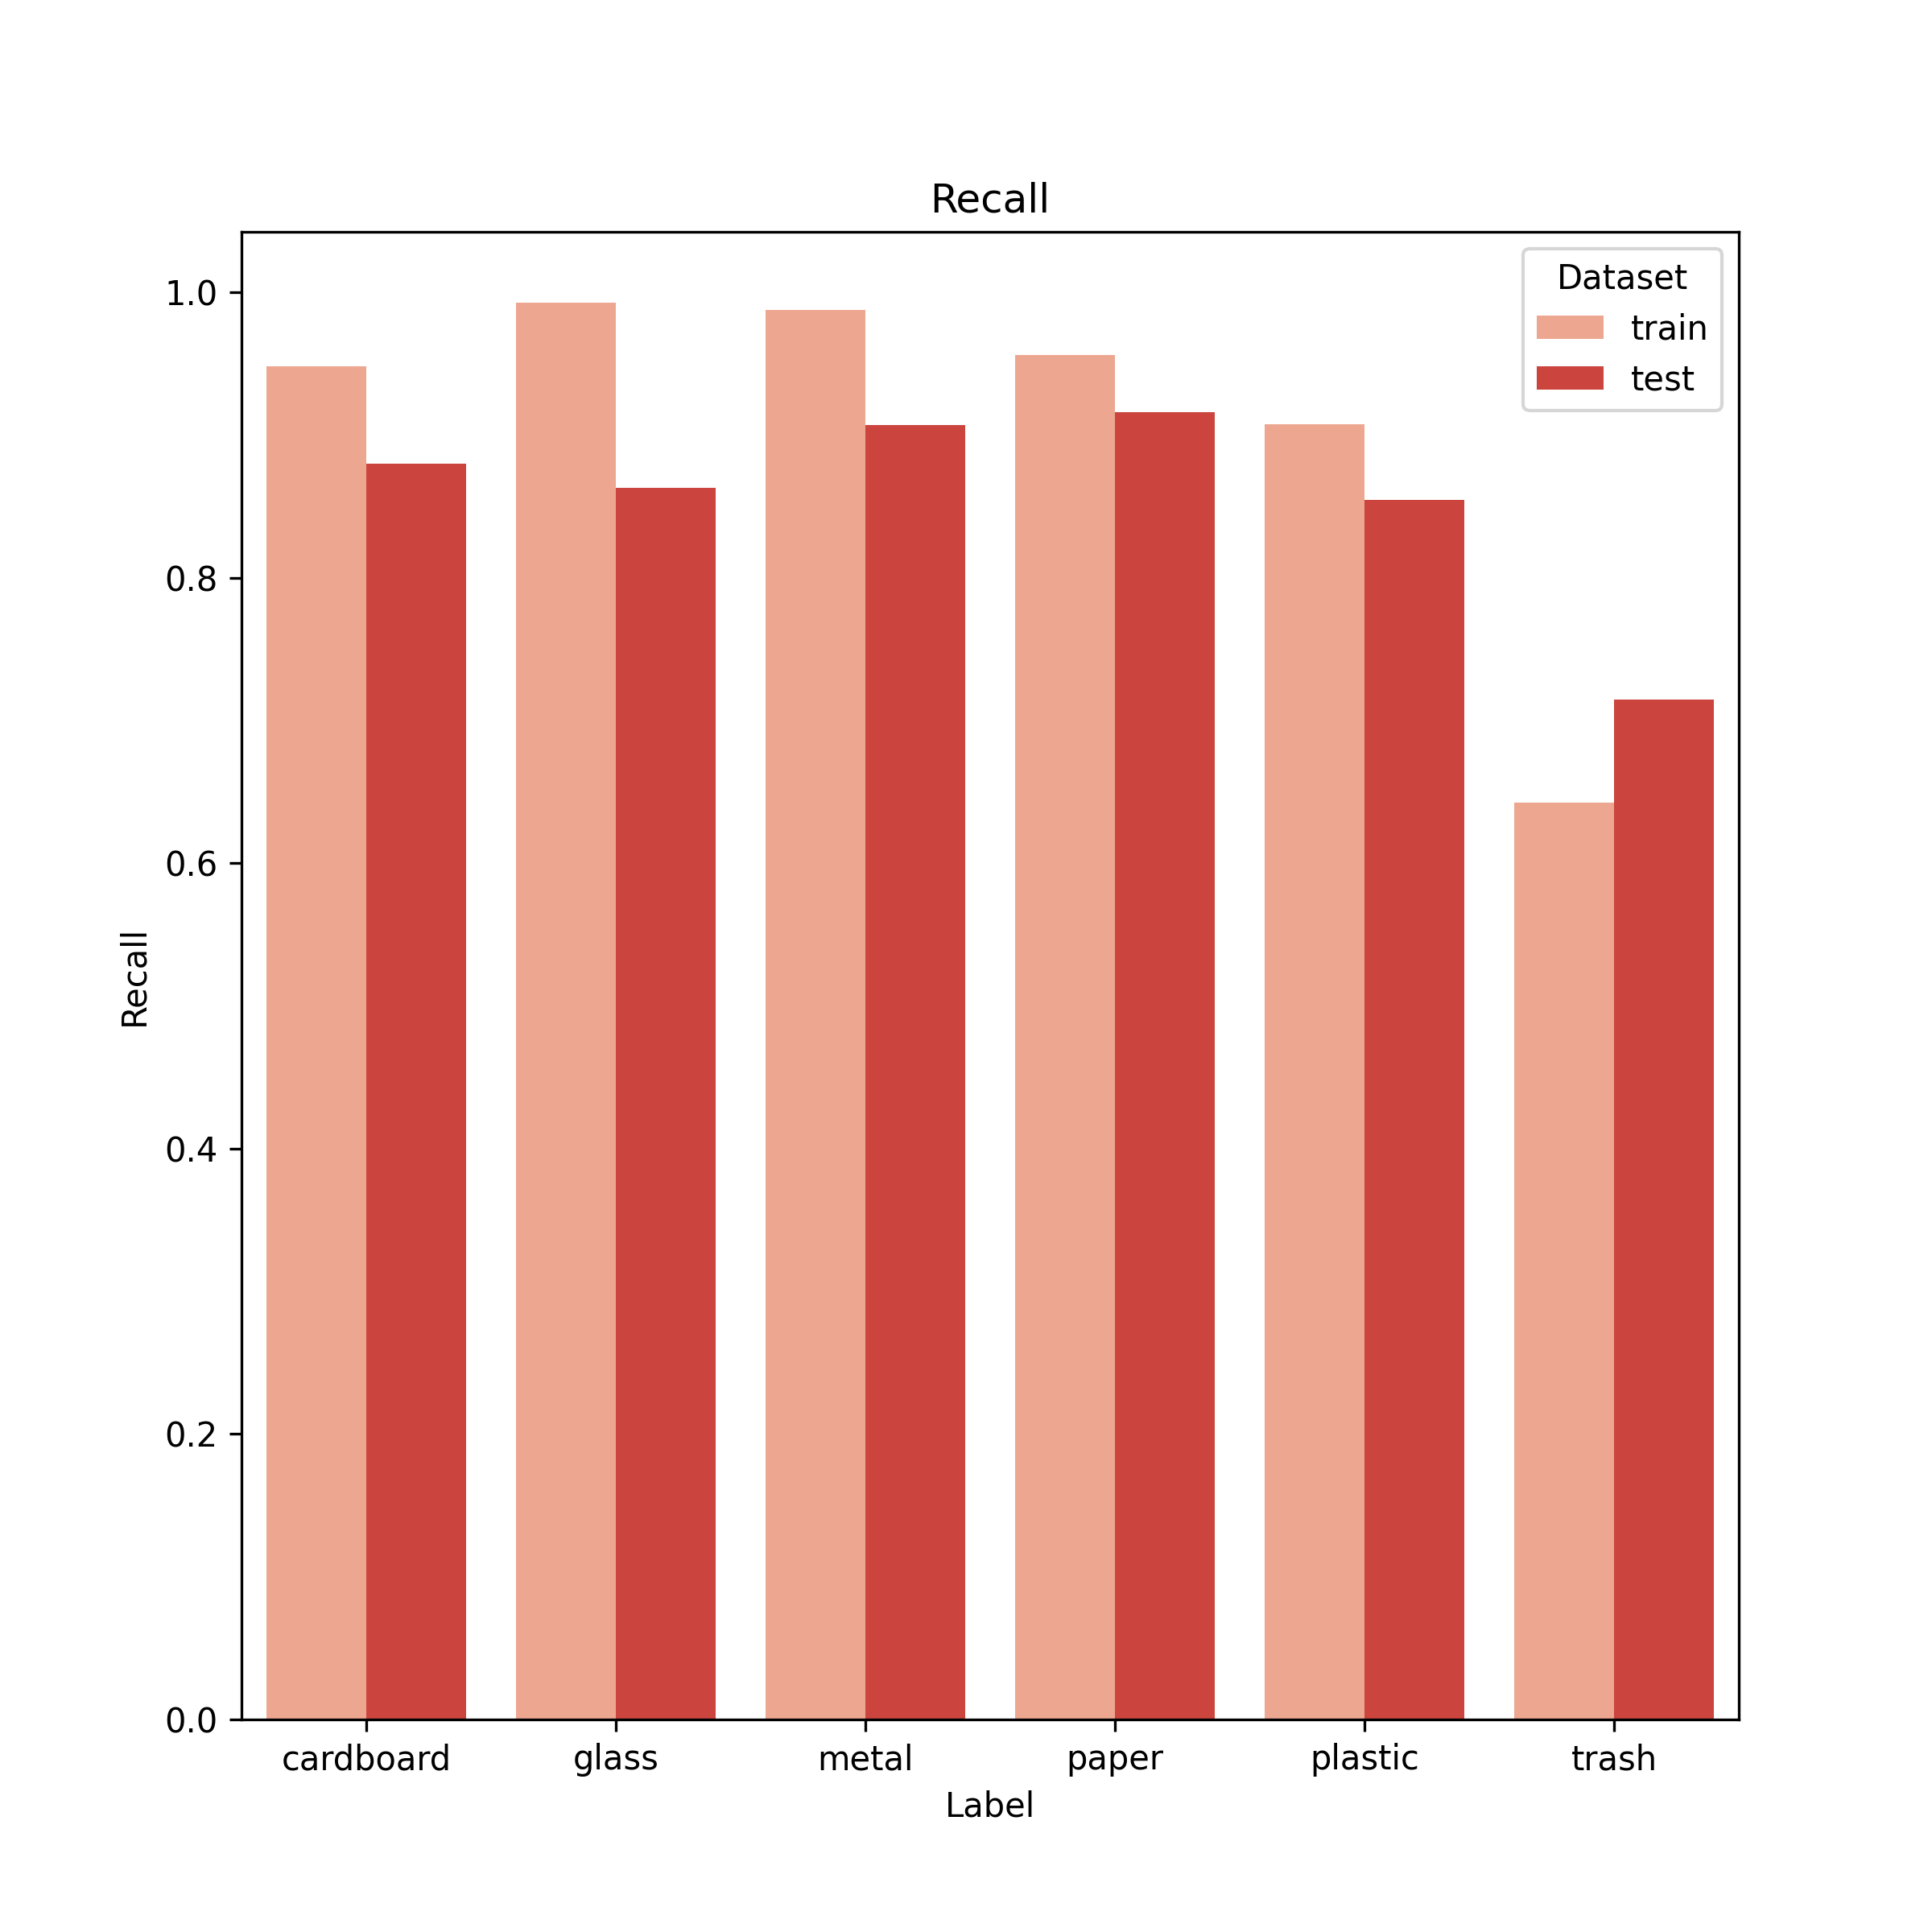 Recall
Dataset
train
test
1.0
0.8
0.6
0.4
0.2
0.0
Recall
cardboard glass metal paper plastic trash
Label